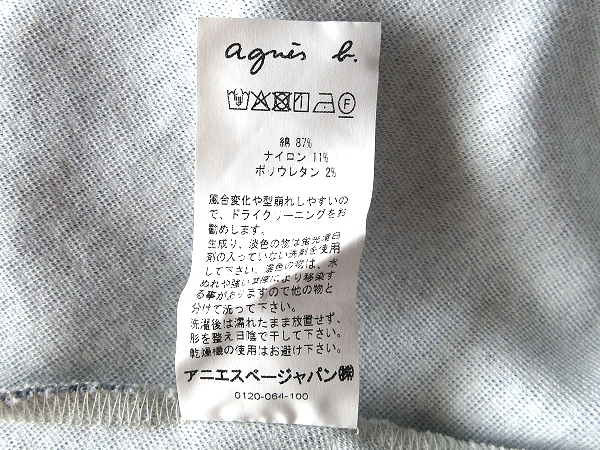 agnès b.
F
綿 87%
ナイロン 11%
ポリウレタン 2%
風合変化や型崩れしやすいの
で、ドライクリーニングをお
勧めします。
生成り、淡色の物は蛍光漂白
剤の入っていない洗剤を使用
して下さい。濃色の物は、水
ぬれや強い摩擦により移染す
る事がありますので他の物と
分けて洗って下さい。
洗濯後は濡れたまま放置せず、
形を整え日陰で干して下さい。
乾燥機の使用はお避け下さい。
アニエスベージャパン㈱
0120-064-100